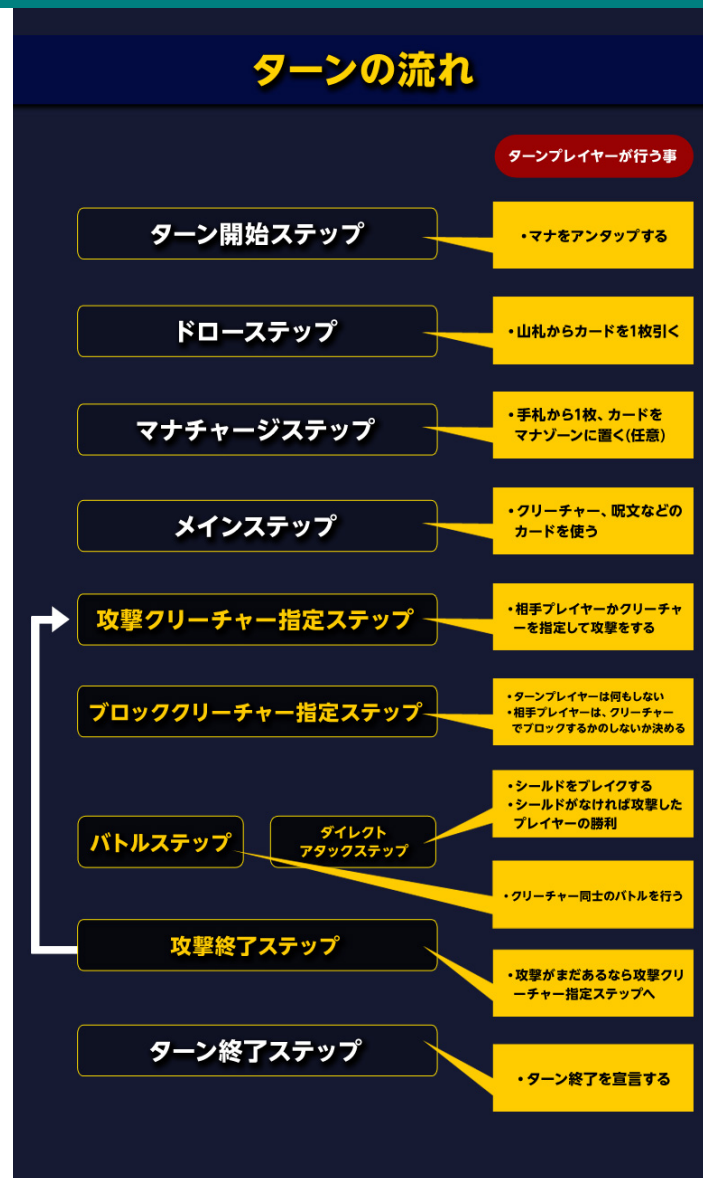 ターンの流れ
ターンプレイヤーが行う事
ターン開始ステップ
・マナをアンタップする
ドローステップ
・山札からカードを1枚引く
マナチャージステップ
・手札から1枚、カードを
マナゾーンに置く(任意)
メインステップ
・クリーチャー、呪文などの
カードを使う
攻撃クリーチャー指定ステップ
・相手プレイヤーかクリーチャ
ーを指定して攻撃をする
ブロッククリーチャー指定ステップ
・ターンプレイヤーは何もしない
・相手プレイヤーは、クリーチャー
でブロックするかのしないか決める
バトルステップ
ダイレクト
アタックステップ
・シールドをブレイクする
・シールドがなければ攻撃した
プレイヤーの勝利
・クリーチャー同士のバトルを行う
攻撃終了ステップ
・攻撃がまだあるなら攻撃クリ
ーチャー指定ステップへ
ターン終了ステップ
・ターン終了を宣言する